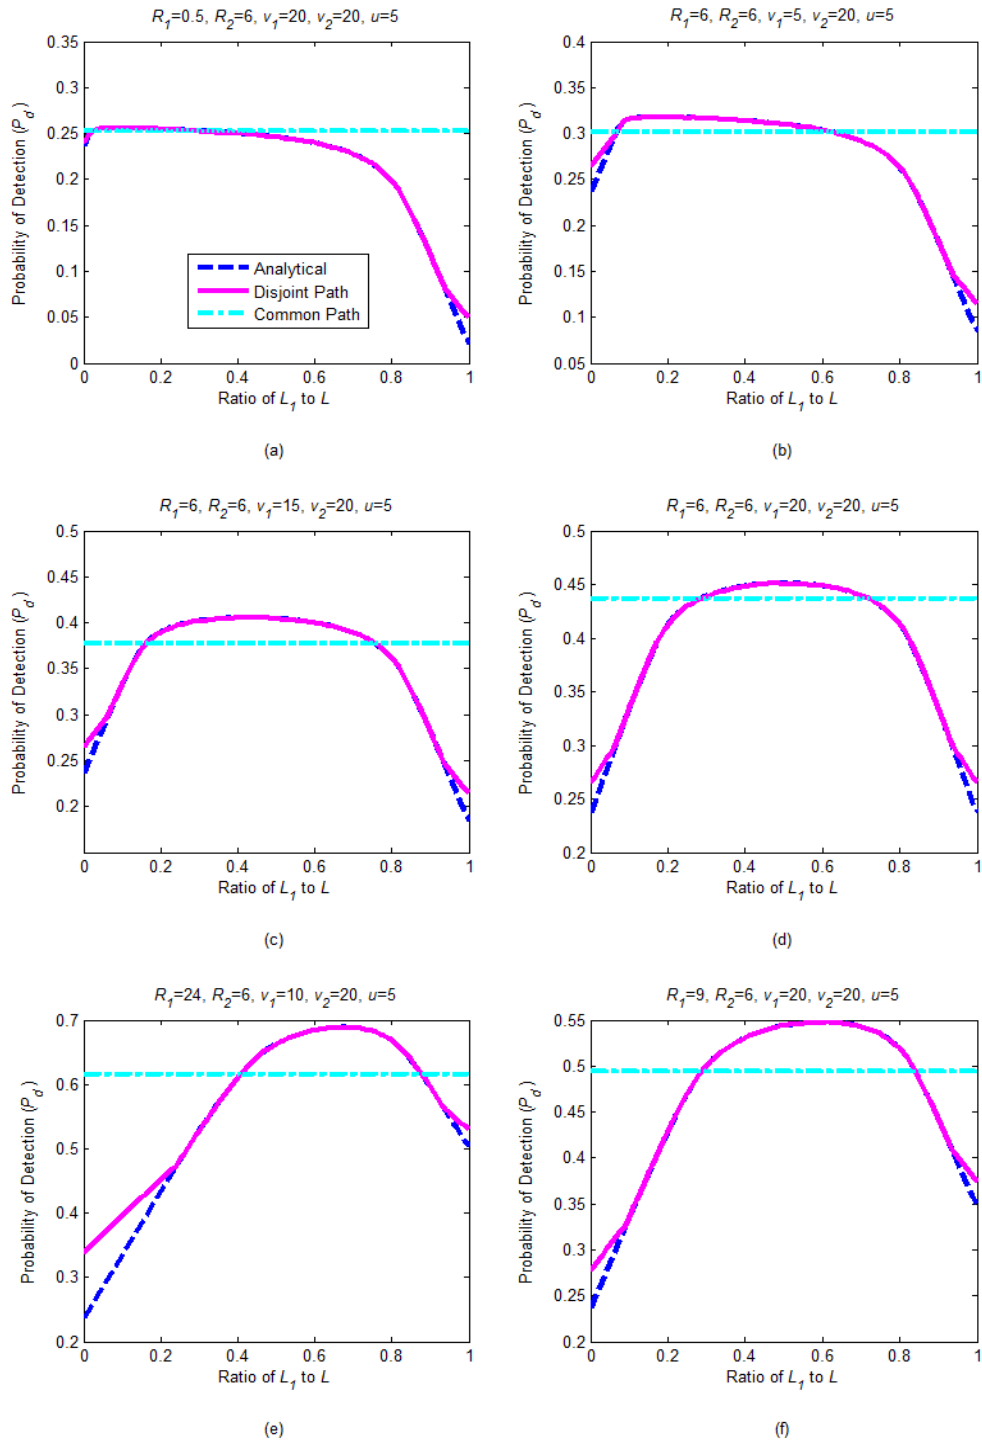 R1=0.5, R2=6, v1=20, v2=20, u=5
0.35
0.3
0.25
0.2
0.15
0.1
0.05
0
Probability of Detection (Pd)
Analytical
Disjoint Path
Common Path
0 0.2 0.4 0.6 0.8 1
Ratio of L1 to L
(a)
R1=6, R2=6, v1=5, v2=20, u=5
0.4
0.35
0.3
0.25
0.2
0.15
0.1
0.05
Probability of Detection (Pd)
0 0.2 0.4 0.6 0.8 1
Ratio of L1 to L
(b)
R1=6, R2=6, v1=15, v2=20, u=5
0.5
0.45
0.4
0.35
0.3
0.25
0.2
Probability of Detection (Pd)
0 0.2 0.4 0.6 0.8 1
Ratio of L1 to L
(c)
R1=6, R2=6, v1=20, v2=20, u=5
0.5
0.45
0.4
0.35
0.3
0.25
0.2
Probability of Detection (Pd)
0 0.2 0.4 0.6 0.8 1
Ratio of L1 to L
(d)
R1=24, R2=6, v1=10, v2=20, u=5
0.7
0.6
0.5
0.4
0.3
0.2
Probability of Detection (Pd)
0 0.2 0.4 0.6 0.8 1
Ratio of L1 to L
(e)
R1=9, R2=6, v1=20, v2=20, u=5
0.55
0.5
0.45
0.4
0.35
0.3
0.25
0.2
Probability of Detection (Pd)
0 0.2 0.4 0.6 0.8 1
Ratio of L1 to L
(f)